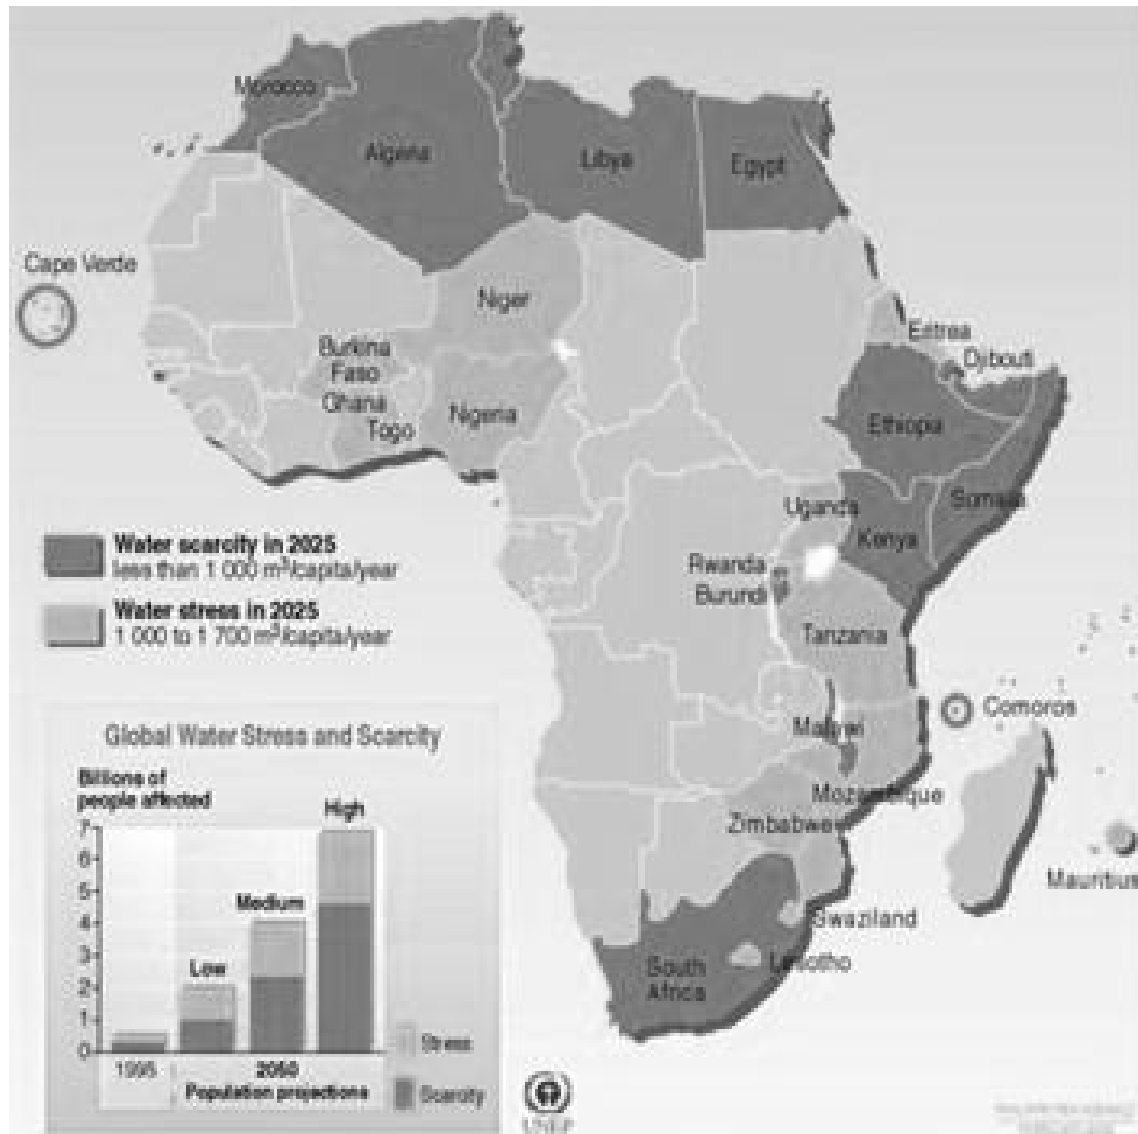 Morocco
Algeria
Libya
Egypt
Cape Verde
Niger
Eritrea
Burkina
Faso
Djibouti
Ghana
Togo
Nigeria
Ethiopia
Uganda
Somalia
Kenya
Water scarcity in 2025
less than 1 000 m³/capita/year
Rwanda
Burundi
Water stress in 2025
1 000 to 1 700 m³/capita/year
Tanzania
Comoros
Malawi
Mozambique
Zimbabwe
Mauritius
Swaziland
Lesotho
South
Africa
Global Water Stress and Scarcity
Billions of
people affected
High
7
6
5
Medium
4
3
Low
2
1
0
Stress
1995
2050
Population projections
Scarcity
UNEP